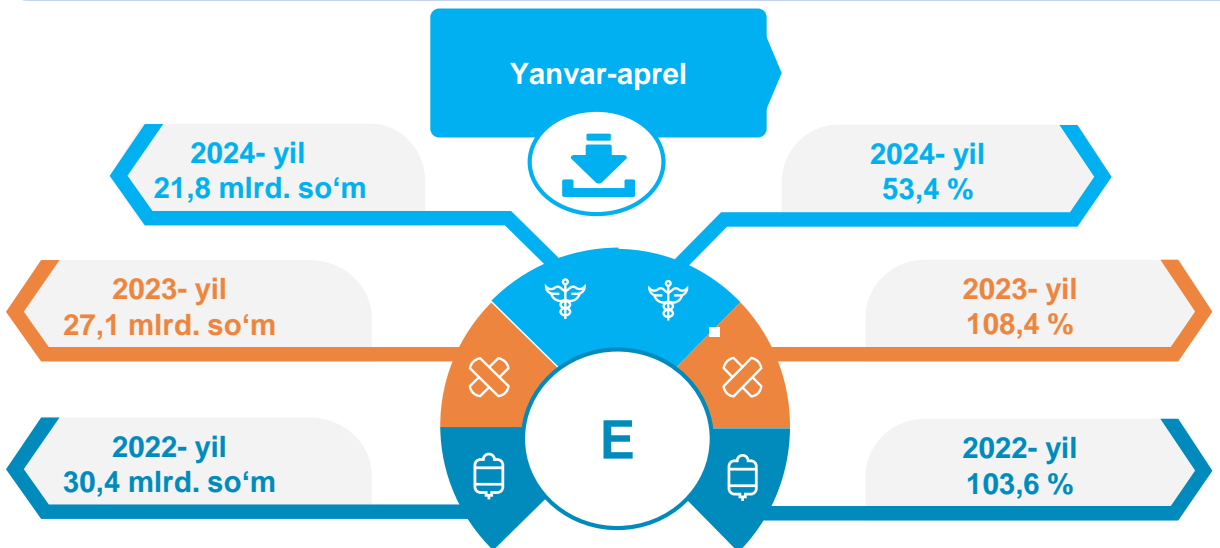 Yanvar-aprel
2024- yil
21,8 mlrd. so‘m
2024- yil
53,4 %
2023- yil
27,1 mlrd. so‘m
2023- yil
108,4 %
E
2022- yil
30,4 mlrd. so‘m
2022- yil
103,6 %